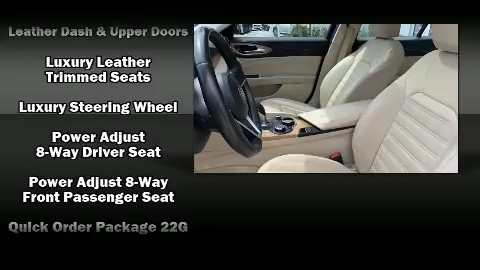 Leather Dash & Upper Doors
Luxury Leather
Trimmed Seats
Luxury Steering Wheel
Power Adjust
8-Way Driver Seat
Power Adjust 8-Way
Front Passenger Seat
Quick Order Package 22G